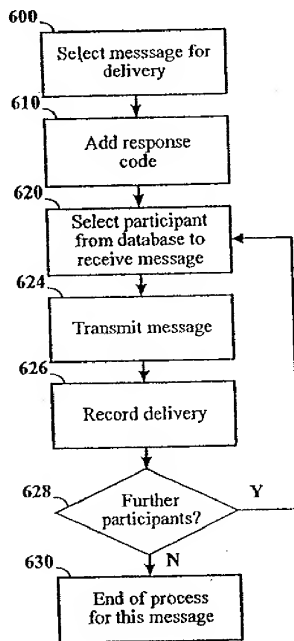 600
Select messsage for
delivery
610
Add response
code
620
Select participant
from database to
receive message
624
Transmit message
626
Record delivery
628
Further
participants?
Y
N
630
End of process
for this message